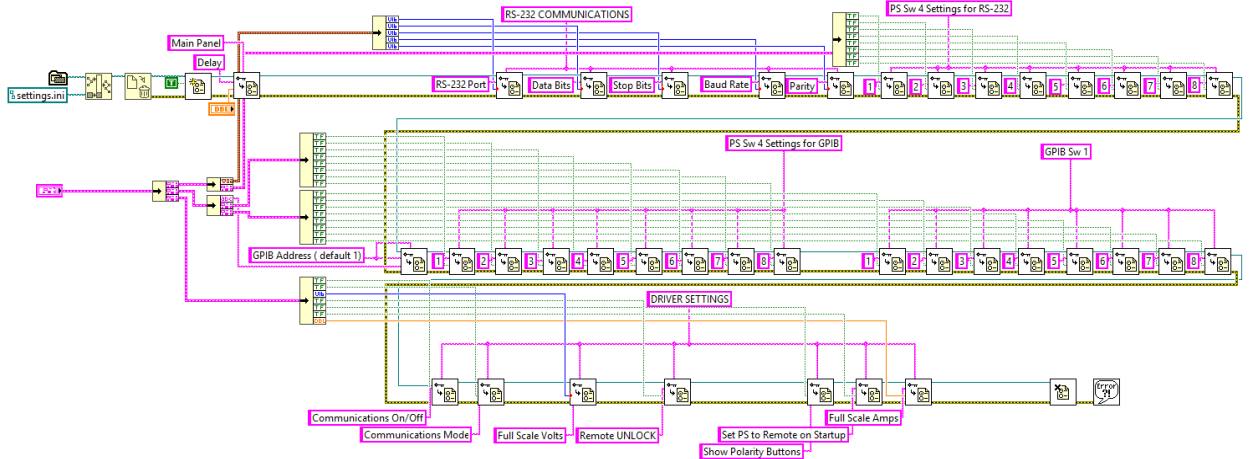 RS-232 COMMUNICATIONS
PS Sw 4 Settings for RS-232
Main Panel
Delay
settings.ini
T
DBL
RS-232 Port
Data Bits
Stop Bits
Baud Rate
Parity
1
2
3
4
5
6
7
8
PS Sw 4 Settings for GPIB
GPIB Sw 1
GPIB Address ( default 1)
1
2
3
4
5
6
7
8
1
2
3
4
5
6
7
8
DRIVER SETTINGS
Communications On/Off
Communications Mode
Full Scale Volts
Remote UNLOCK
Full Scale Amps
Set PS to Remote on Startup
Show Polarity Buttons
Error
?!